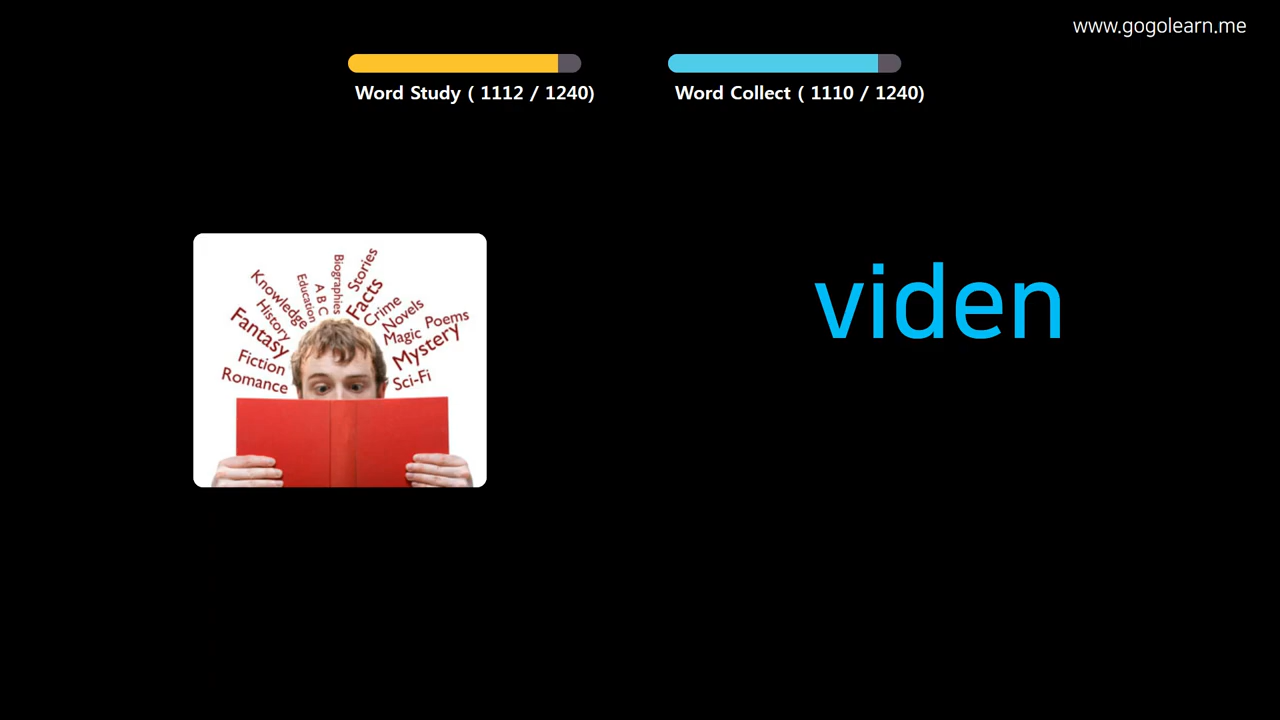 www.gogolearn.me
Word Study ( 1112 / 1240)
Word Collect ( 1110 / 1240)
viden
Knowledge
History
Fantasy
Fiction
Romance
Education
A B C
Biographies
Stories
Facts
Crime
Novels
Magic
Poems
Mystery
Sci-Fi